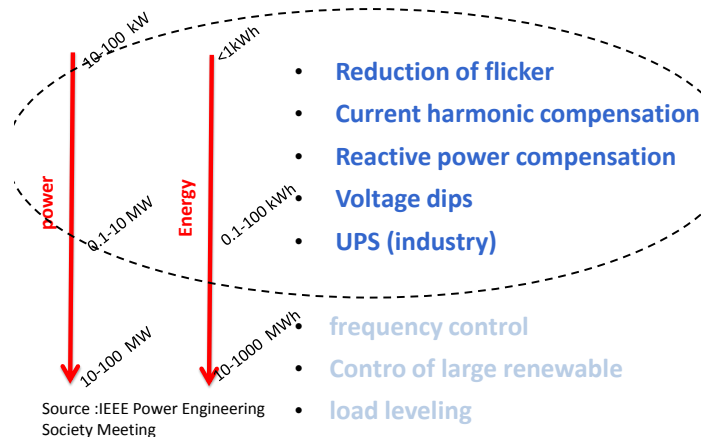 10-100 kW
<1kWh
• Reduction of flicker
• Current harmonic compensation
• Reactive power compensation
power
Energy
• Voltage dips
0.1-10 MW
0.1-100 kWh
• UPS (industry)
• frequency control
10-100 MW
10-1000 MWh
• Contro of large renewable
• load leveling
Source :IEEE Power Engineering
Society Meeting